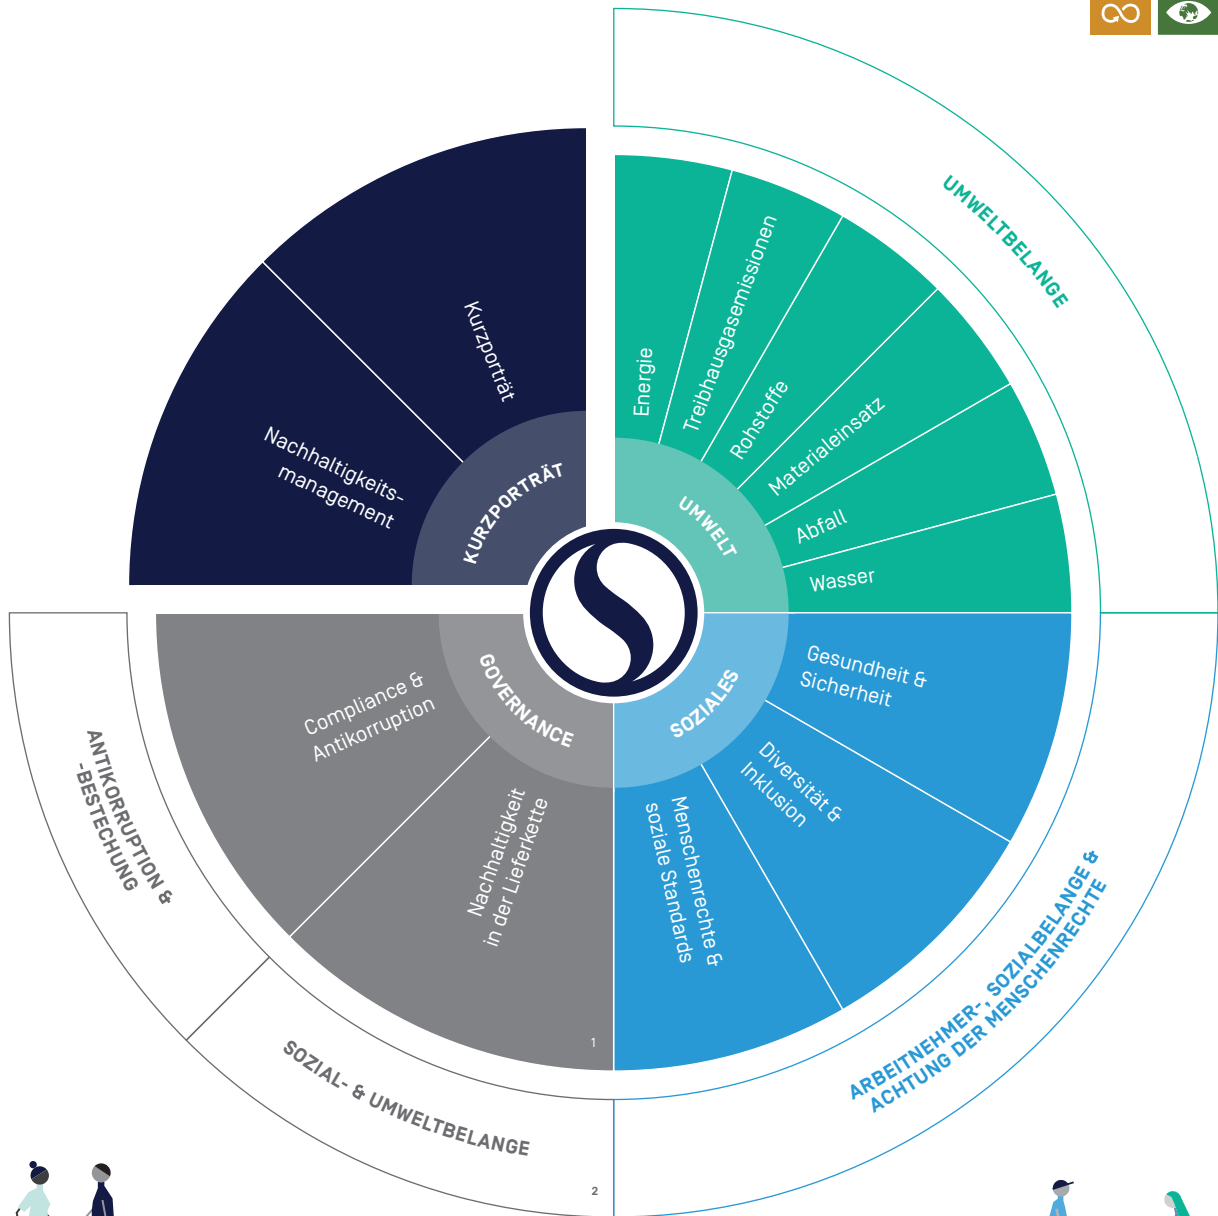 UMWELTBELANGE
Energie
Treibhausgasemissionen
Rohstoffe
Materialeinsatz
Abfall
Wasser
UMWELT
Kurzporträt
Nachhaltigkeits-
management
KURZPORTRÄT
GOVERNANCE
Compliance &
Antikorruption
Nachhaltigkeit
in der Lieferkette
1
SOZIALES
Gesundheit &
Sicherheit
Diversität &
Inklusion
Menschenrechte &
soziale Standards
ANTIKORRUPTION &
-BESTECHUNG
SOZIAL- & UMWELTBELANGE
2
ARBEITNEHMER-, SOZIALBELANGE &
ACHTUNG DER MENSCHENRECHTE